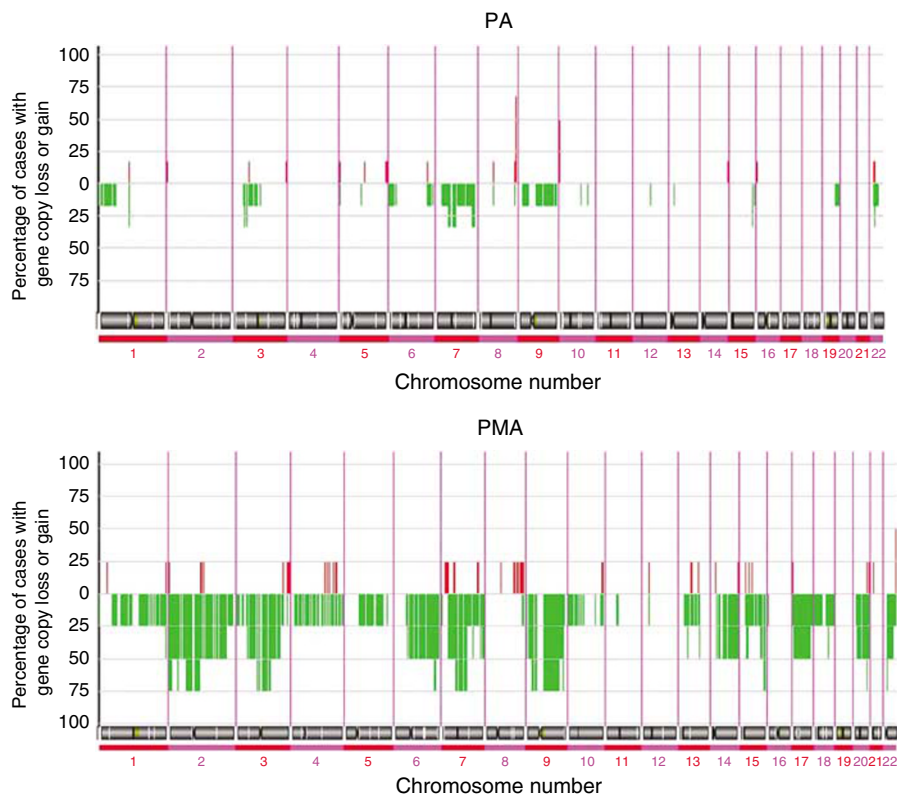 PA
Percentage of cases with
gene copy loss or gain
100
75
50
25
0
25
50
75
1 2 3 4 5 6 7 8 9 10 11 12 13 14 15 16 17 18 19 20 21 22
Chromosome number
PMA
Percentage of cases with
gene copy loss or gain
100
75
50
25
0
25
50
75
100
1 2 3 4 5 6 7 8 9 10 11 12 13 14 15 16 17 18 19 20 21 22
Chromosome number